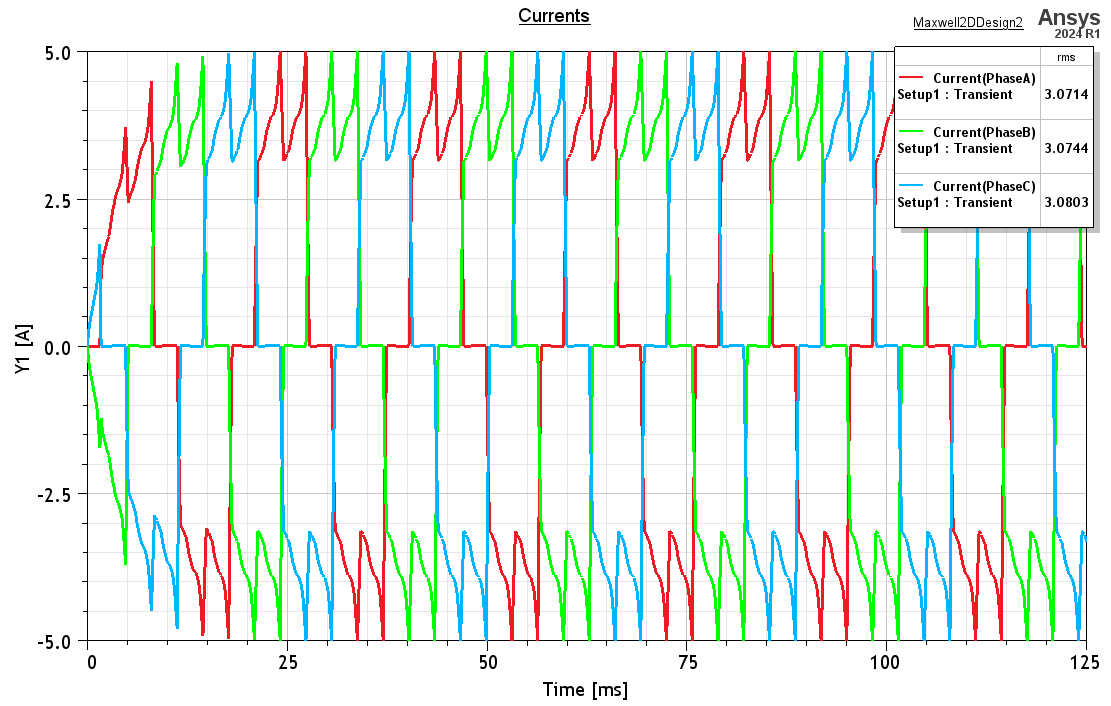 Currents
Maxwell2DDesign2
Ansys
2024 R1
rms
Current(PhaseA)
Setup1 : Transient 3.0714
Current(PhaseB)
Setup1 : Transient 3.0744
Current(PhaseC)
Setup1 : Transient 3.0803
Y1 [A]
5.0
2.5
0.0
-2.5
-5.0
0 25 50 75 100 125
Time [ms]